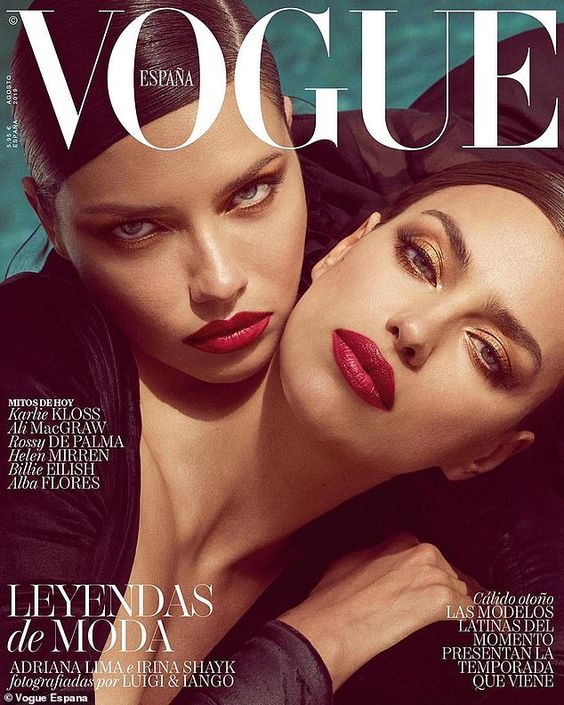 ©
VOGUE
ESPAÑA
AGOSTO
2019
5,95 €
ESPAÑA
MITOS DE HOY
Karlie KLOSS
Ali MacGRAW
Rossy DE PALMA
Helen MIRREN
Billie EILISH
Alba FLORES
LEYENDAS
de MODA
ADRIANA LIMA e IRINA SHAYK
fotografiadas por LUIGI & IANGO
Cálido otoño
LAS MODELOS
LATINAS DEL
MOMENTO
PRESENTAN LA
TEMPORADA
QUE VIENE
© Vogue Espana